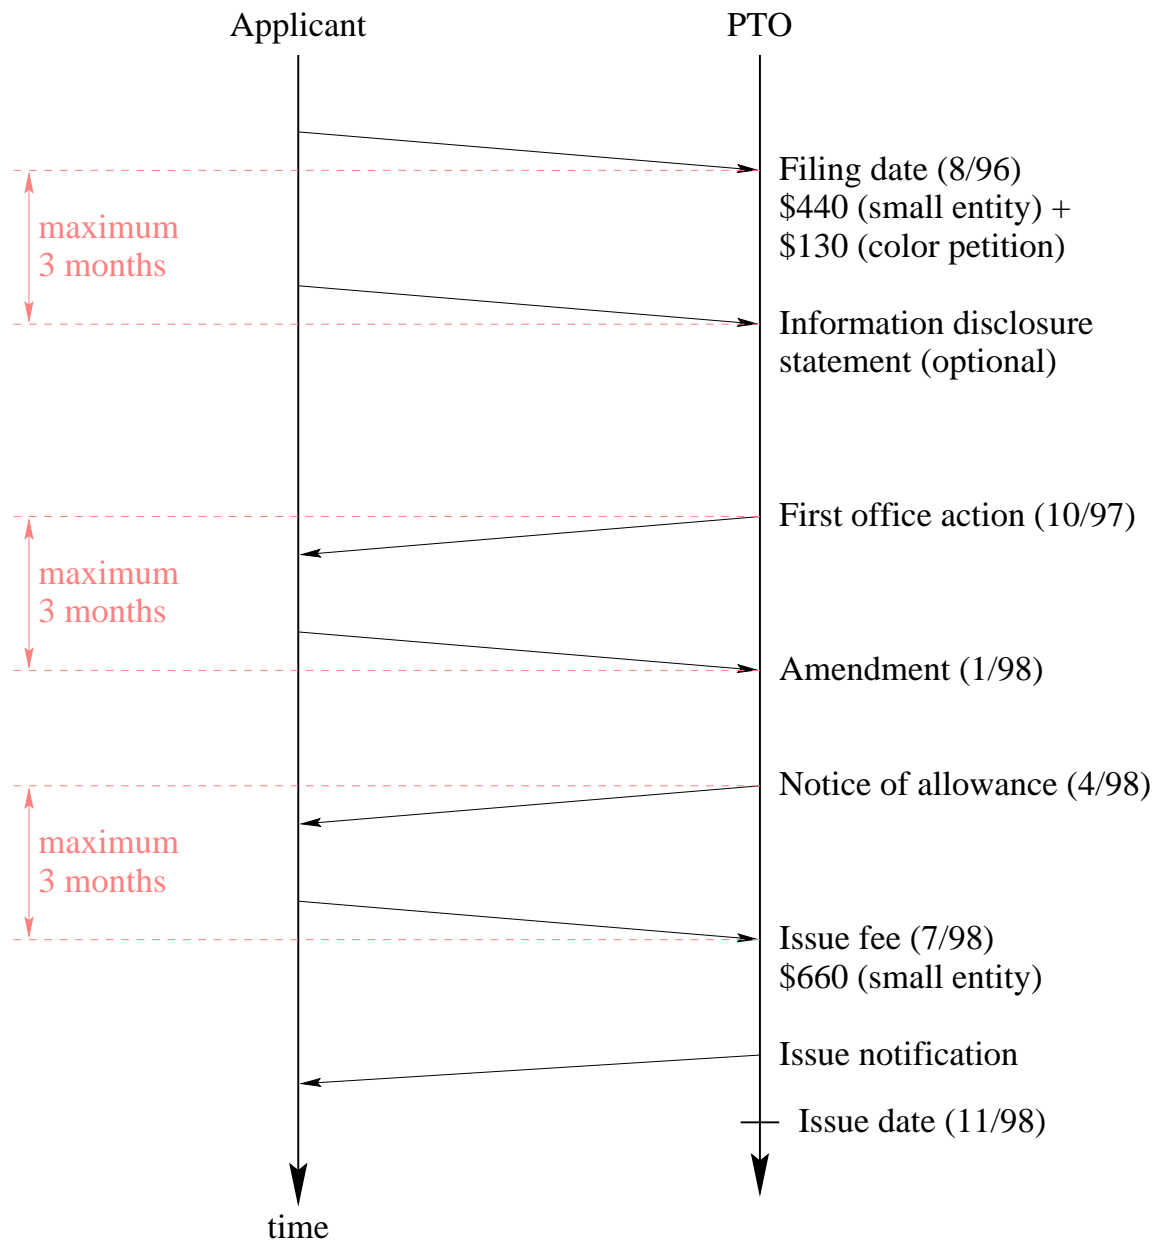 Applicant
PTO
Filing date (8/96)
$440 (small entity) +
$130 (color petition)
maximum
3 months
Information disclosure
statement (optional)
First office action (10/97)
maximum
3 months
Amendment (1/98)
Notice of allowance (4/98)
maximum
3 months
Issue fee (7/98)
$660 (small entity)
Issue notification
Issue date (11/98)
time